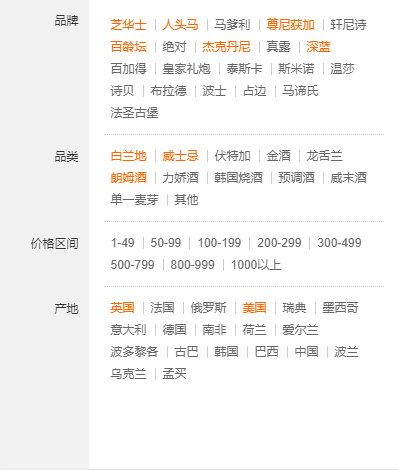 品牌
芝华士 人头马 马爹利 尊尼获加 轩尼诗
百龄坛 绝对 杰克丹尼 真露 深蓝
百加得 皇家礼炮 泰斯卡 斯米诺 温莎
诗贝 布拉德 波士 占边 马谛氏
法圣古堡
品类
白兰地 威士忌 伏特加 金酒 龙舌兰
朗姆酒 力娇酒 韩国烧酒 预调酒 威末酒
单一麦芽 其他
价格区间
1-49 50-99 100-199 200-299 300-499
500-799 800-999 1000以上
产地
英国 法国 俄罗斯 美国 瑞典 墨西哥
意大利 德国 南非 荷兰 爱尔兰
波多黎各 古巴 韩国 巴西 中国 波兰
乌克兰 孟买